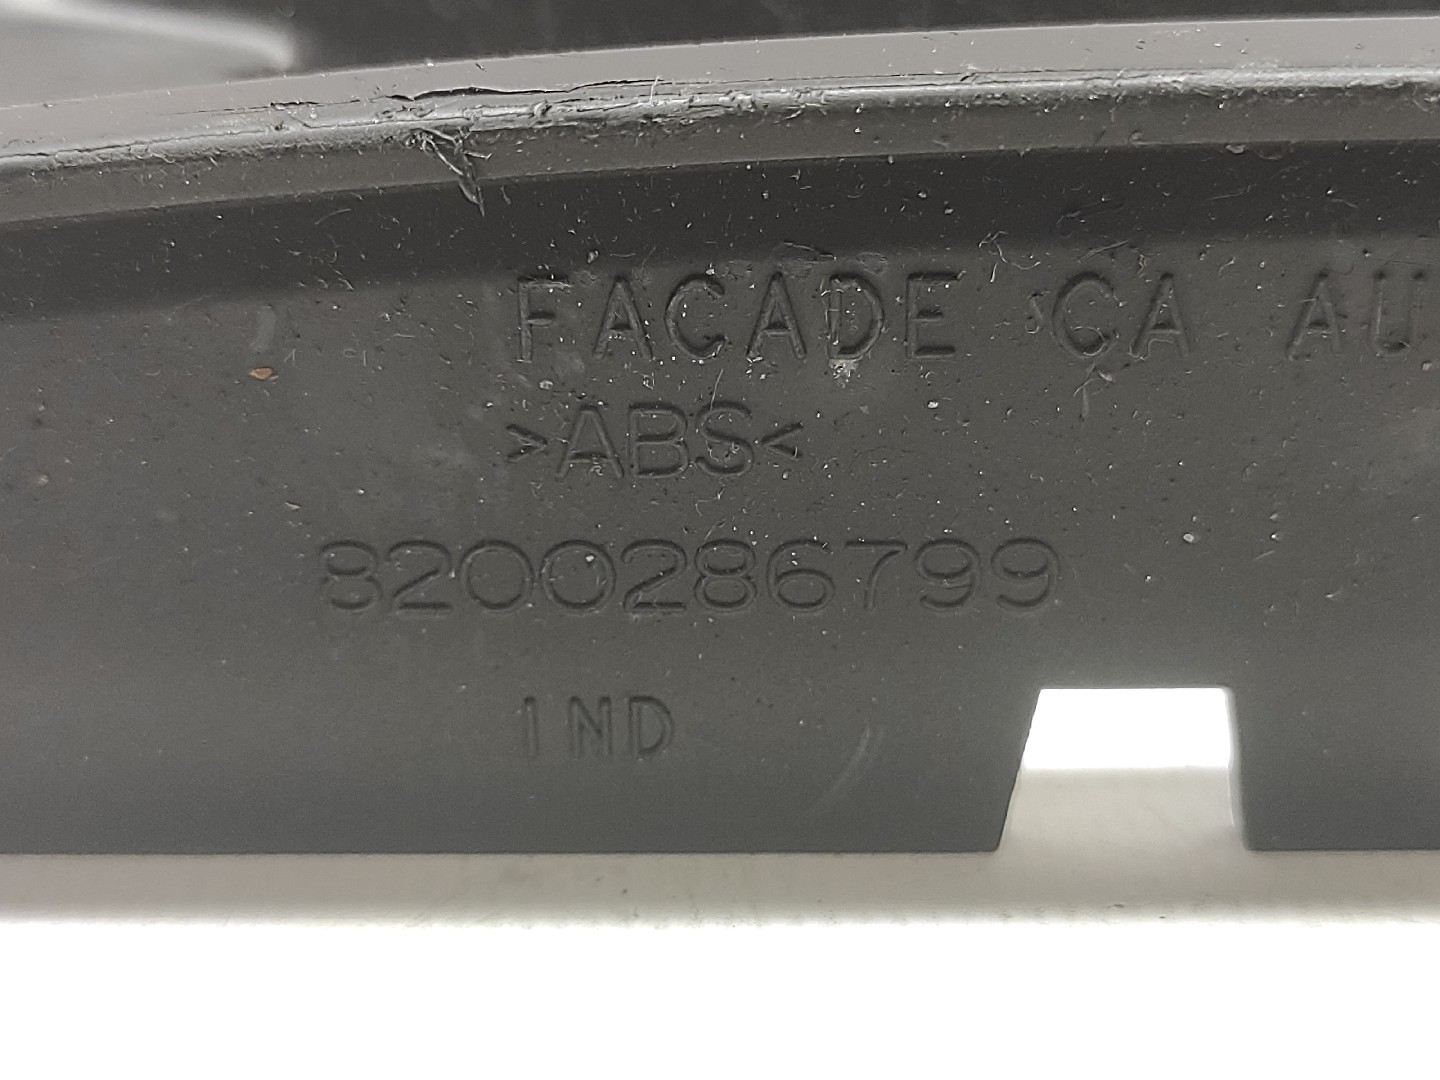 FACADE CA AU
>ABS<
8200286799
IND